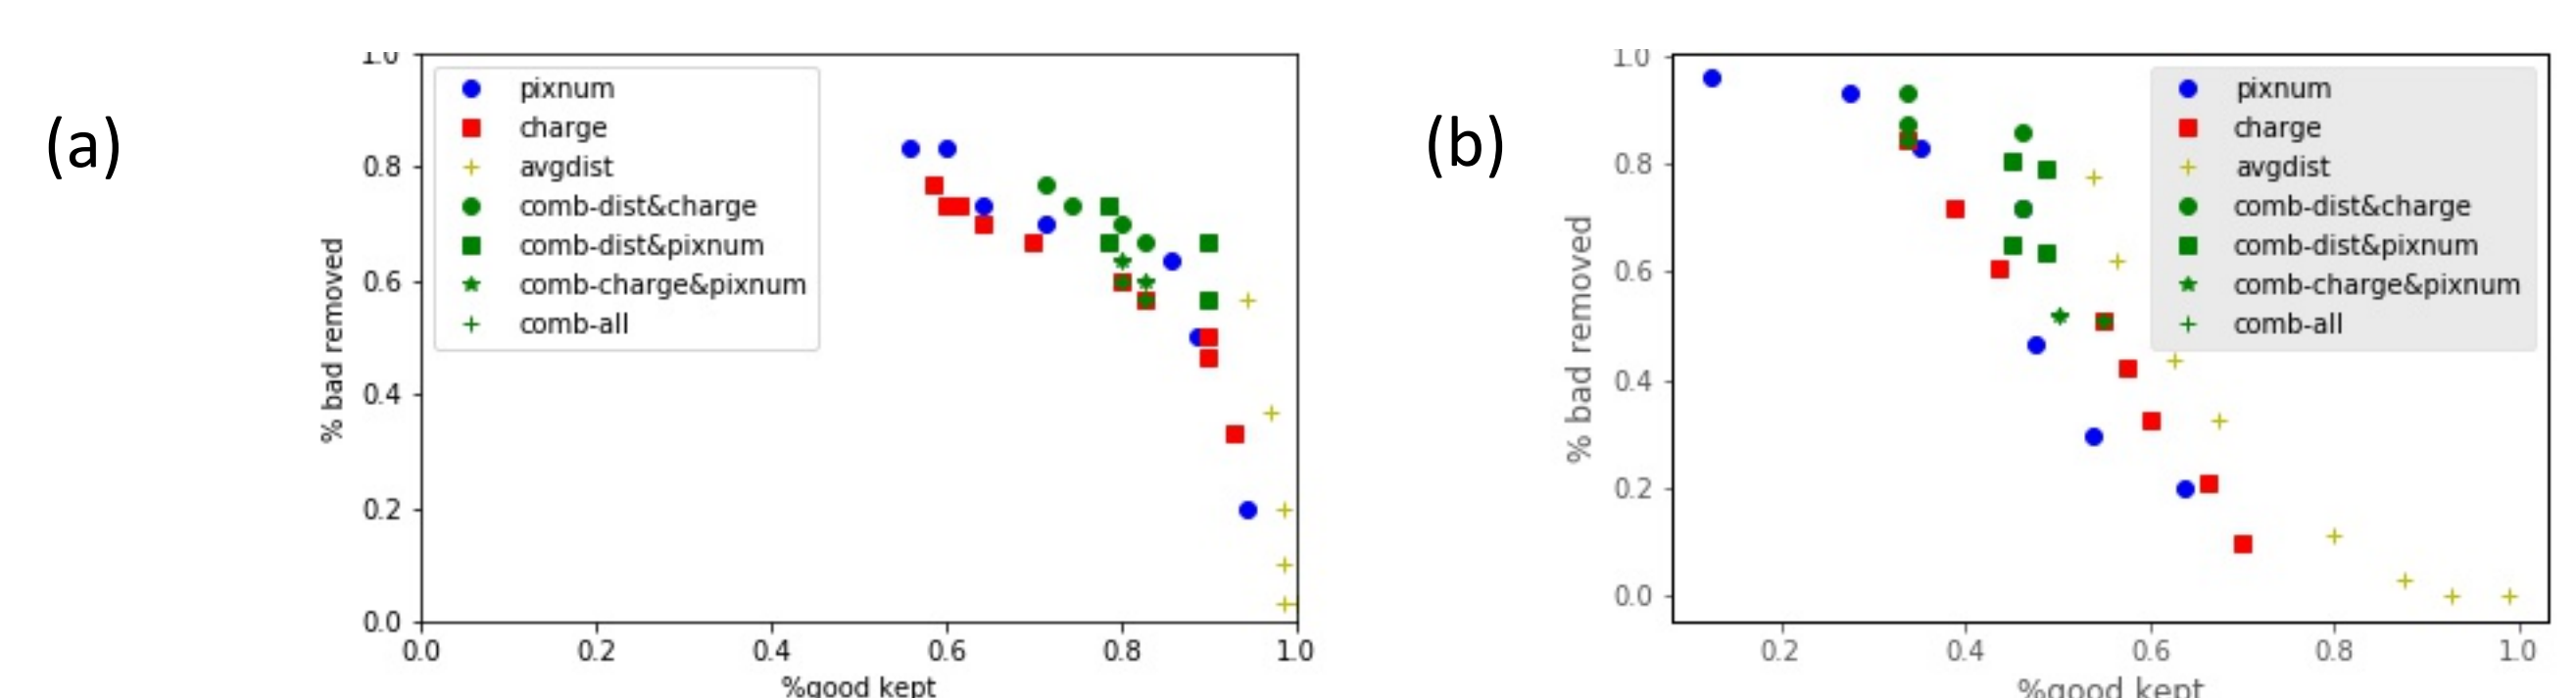 (a)
1.0
0.8
0.6
0.4
0.2
0.0
% bad removed
pixnum
charge
avgdist
comb-dist&charge
comb-dist&pixnum
comb-charge&pixnum
comb-all
0.0 0.2 0.4 0.6 0.8 1.0
%good kept
(b)
1.0
0.8
0.6
0.4
0.2
0.0
% bad removed
pixnum
charge
avgdist
comb-dist&charge
comb-dist&pixnum
comb-charge&pixnum
comb-all
0.2 0.4 0.6 0.8 1.0
%good kept